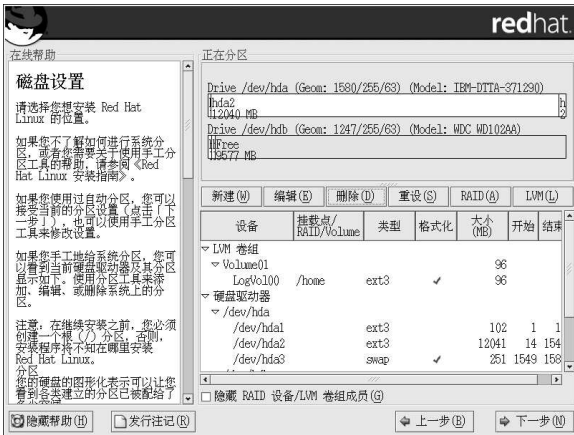 redhat.
在线帮助
磁盘设置
请选择您想安装 Red Hat
Linux 的位置。
如果您不了解如何进行系统分
区，或者您需要关于使用手工分
区工具的帮助，请参阅《Red
Hat Linux 安装指南》。
如果您使用过自动分区，您可以
接受当前的分区设置（点击「下
一步」），也可以使用手工分区
工具来修改设置。
如果您手工地给系统分区，您可
以看到当前硬盘驱动器及其分区
显示如下。使用分区工具来添
加、编辑、或删除系统上的分
区。
注意：在继续安装之前，您必须
创建一个根（/）分区，否则，
安装程序将不知在哪里安装
Red Hat Linux。
分区
您的硬盘的图形化表示可以让您
看到各类建立的分区已被配给了
正在分区
Drive /dev/hda (Geom: 1580/255/63) (Model: IBM-DTTA-371290)
hda2
12040 MB
Drive /dev/hdb (Geom: 1247/255/63) (Model: WDC WD102AA)
Free
9577 MB
新建(W) 编辑(E) 删除(D) 重设(S) RAID(A) LVM(L)
设备 挂载点/RAID/Volume 类型 格式化 大小(MB) 开始 结束
LVM 卷组
Volume01 96
LogVol00 /home ext3 ✓ 96
硬盘驱动器
/dev/hda
/dev/hda1 ext3 102 1 1
/dev/hda2 ext3 12041 14 154
/dev/hda3 swap ✓ 251 1549 158
隐藏 RAID 设备/LVM 卷组成员(G)
隐藏帮助(H) 发行注记(R) 上一步(B) 下一步(N)